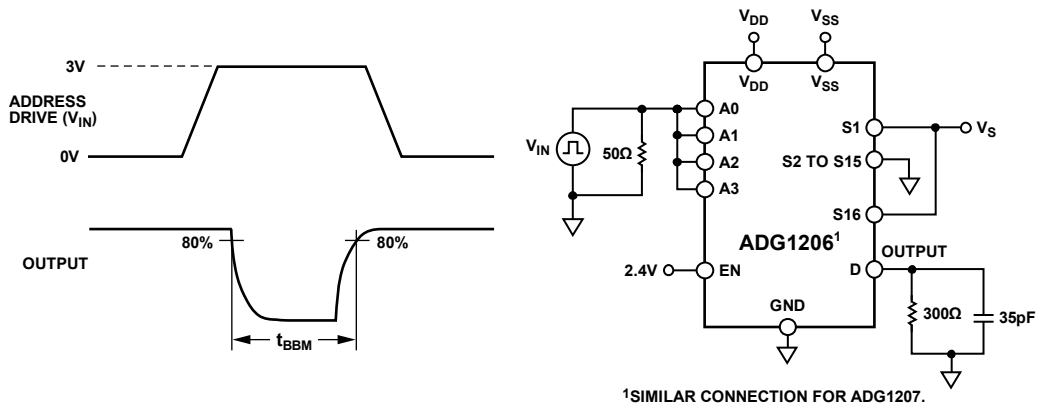 3V
ADDRESS
DRIVE (VIN)
0V
80%
80%
OUTPUT
tBBM
VDD
VSS
VDD
VSS
A0
A1
A2
A3
VIN
50Ω
S1
VS
S2 TO S15
S16
ADG1206¹
OUTPUT
2.4V
EN
D
GND
300Ω
35pF
¹SIMILAR CONNECTION FOR ADG1207.